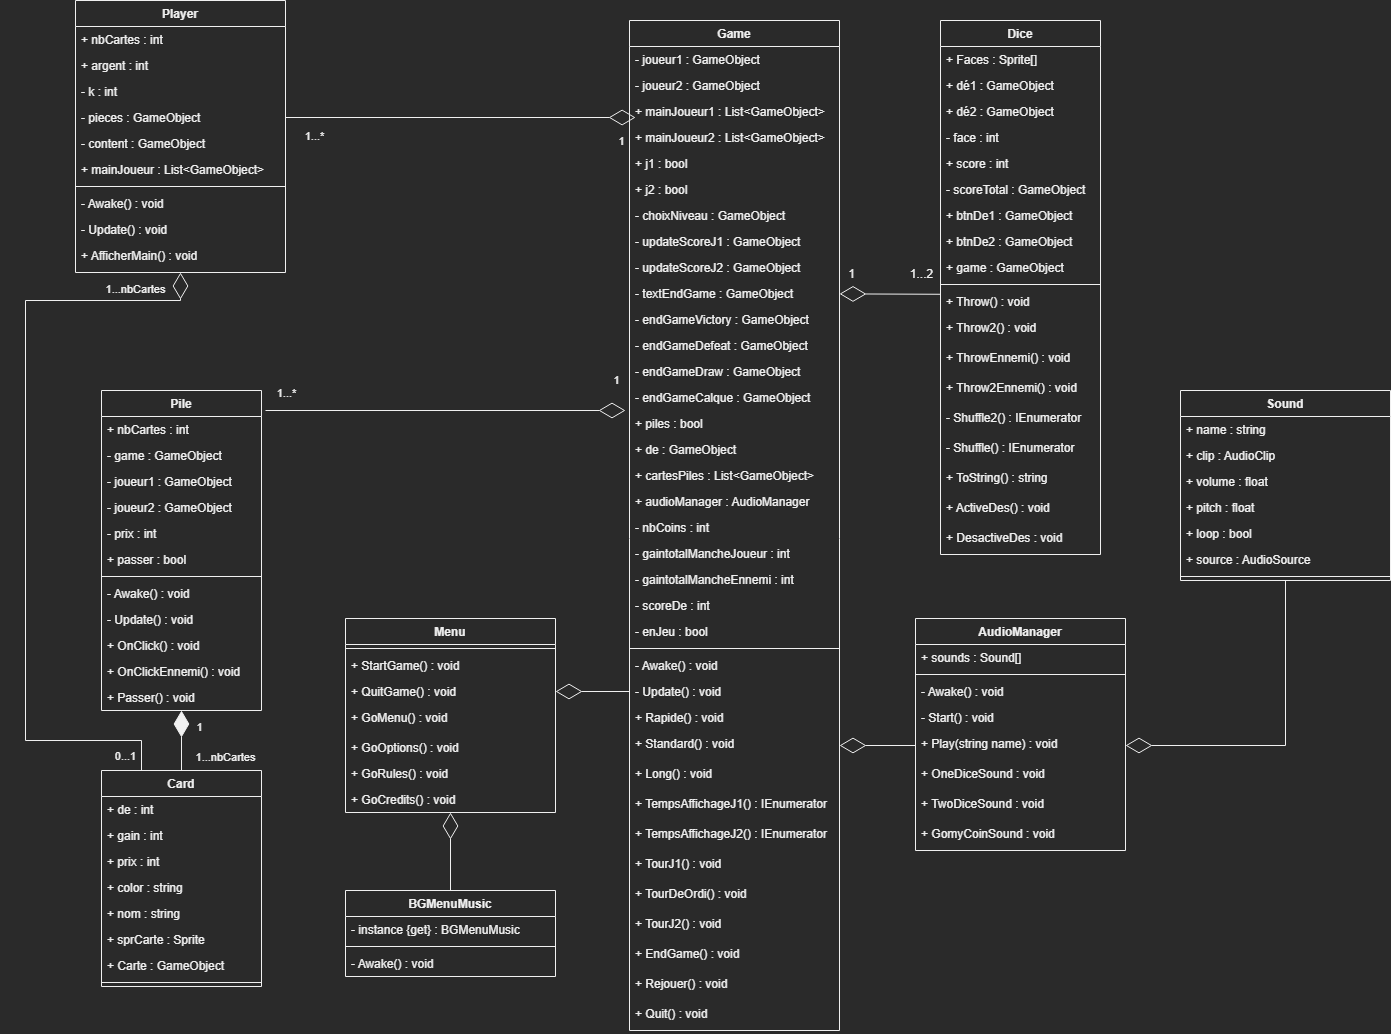 Player
+ nbCartes : int
+ argent : int
- k : int
- pieces : GameObject
- content : GameObject
+ mainJoueur : List<GameObject>
- Awake() : void
- Update() : void
+ AfficherMain() : void
1...nbCartes
1...*
1
Game
- joueur1 : GameObject
- joueur2 : GameObject
+ mainJoueur1 : List<GameObject>
+ mainJoueur2 : List<GameObject>
+ j1 : bool
+ j2 : bool
- choixNiveau : GameObject
- updateScoreJ1 : GameObject
- updateScoreJ2 : GameObject
- textEndGame : GameObject
- endGameVictory : GameObject
- endGameDefeat : GameObject
- endGameDraw : GameObject
- endGameCalque : GameObject
+ piles : bool
+ de : GameObject
+ cartesPiles : List<GameObject>
+ audioManager : AudioManager
- nbCoins : int
- gaintotalMancheJoueur : int
- gaintotalMancheEnnemi : int
- scoreDe : int
- enJeu : bool
- Awake() : void
- Update() : void
+ Rapide() : void
+ Standard() : void
+ Long() : void
+ TempsAffichageJ1() : IEnumerator
+ TempsAffichageJ2() : IEnumerator
+ TourJ1() : void
+ TourDeOrdi() : void
+ TourJ2() : void
+ EndGame() : void
+ Rejouer() : void
+ Quit() : void
1
1...2
Dice
+ Faces : Sprite[]
+ dé1 : GameObject
+ dé2 : GameObject
- face : int
+ score : int
- scoreTotal : GameObject
+ btnDe1 : GameObject
+ btnDe2 : GameObject
+ game : GameObject
+ Throw() : void
+ Throw2() : void
+ ThrowEnnemi() : void
+ Throw2Ennemi() : void
- Shuffle2() : IEnumerator
- Shuffle() : IEnumerator
+ ToString() : string
+ ActiveDes() : void
+ DesactiveDes : void
1...*
1
Pile
+ nbCartes : int
- game : GameObject
- joueur1 : GameObject
- joueur2 : GameObject
- prix : int
+ passer : bool
- Awake() : void
- Update() : void
+ OnClick() : void
+ OnClickEnnemi() : void
+ Passer() : void
1
0...1
1...nbCartes
Card
+ de : int
+ gain : int
+ prix : int
+ color : string
+ nom : string
+ sprCarte : Sprite
+ Carte : GameObject
Menu
+ StartGame() : void
+ QuitGame() : void
+ GoMenu() : void
+ GoOptions() : void
+ GoRules() : void
+ GoCredits() : void
BGMenuMusic
- instance {get} : BGMenuMusic
- Awake() : void
Sound
+ name : string
+ clip : AudioClip
+ volume : float
+ pitch : float
+ loop : bool
+ source : AudioSource
AudioManager
+ sounds : Sound[]
- Awake() : void
- Start() : void
+ Play(string name) : void
+ OneDiceSound : void
+ TwoDiceSound : void
+ GomyCoinSound : void